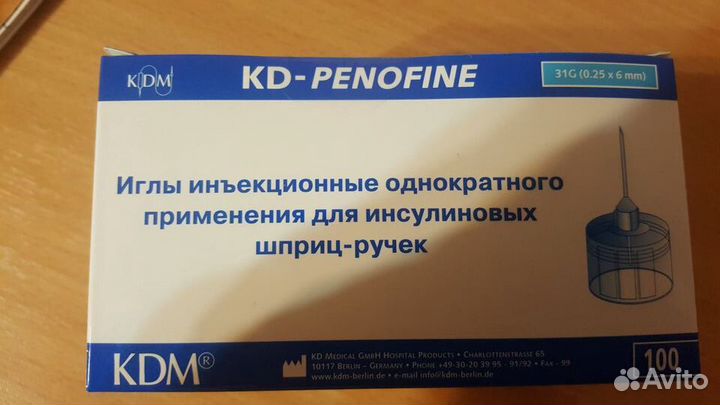 KDM
KD-PENOFINE
31G (0.25 x 6 mm)
Иглы инъекционные однократного
применения для инсулиновых
шприц-ручек
KDM®
KD MEDICAL GMBH HOSPITAL PRODUCTS • CHARLOTTENSTRASSE 65
10117 BERLIN – GERMANY • PHONE +49-30-20 39 95 - 91/92 • FAX - 99
www.kdm-berlin.de • e-mail info@kdm-berlin.de
100
Avito